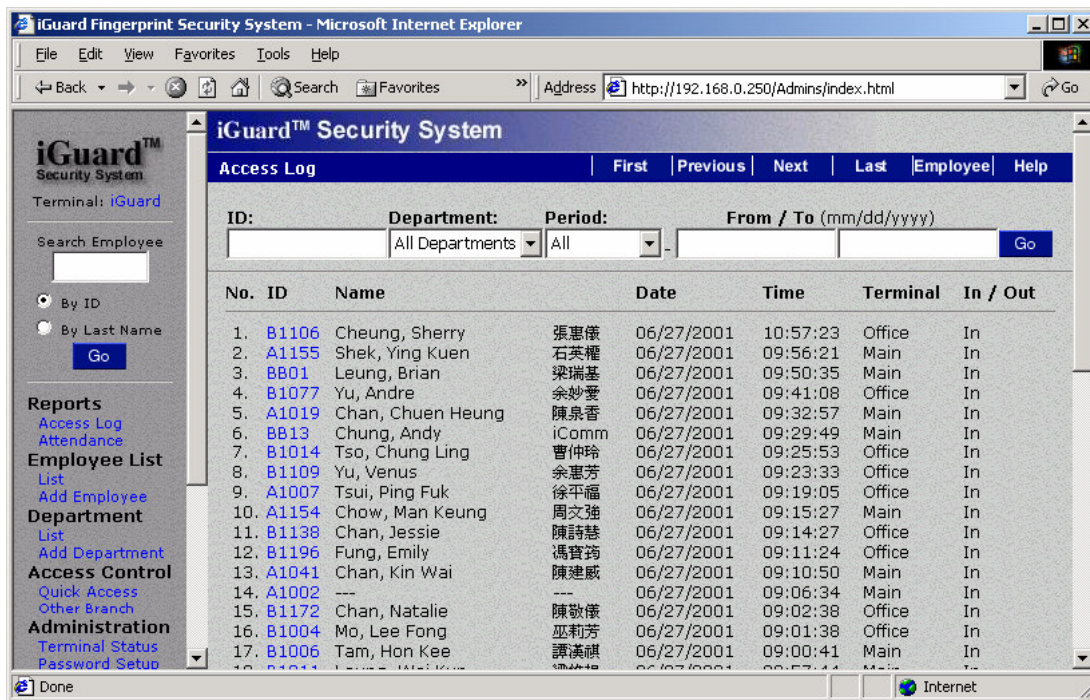 iGuard Fingerprint Security System - Microsoft Internet Explorer
File Edit View Favorites Tools Help
Back Search Favorites » Address http://192.168.0.250/Admins/index.html Go
iGuard™
Security System
Terminal: iGuard
Search Employee
By ID
By Last Name
Go
Reports
Access Log
Attendance
Employee List
List
Add Employee
Department
List
Add Department
Access Control
Quick Access
Other Branch
Administration
Terminal Status
Password Setup
iGuard™ Security System
Access Log | First | Previous | Next | Last | Employee | Help
ID: Department: Period: From / To (mm/dd/yyyy)
All Departments All - Go
No. ID Name Date Time Terminal In / Out
1. B1106 Cheung, Sherry 張惠儀 06/27/2001 10:57:23 Office In
2. A1155 Shek, Ying Kuen 石英權 06/27/2001 09:56:21 Main In
3. BB01 Leung, Brian 梁瑞基 06/27/2001 09:50:35 Main In
4. B1077 Yu, Andre 余妙愛 06/27/2001 09:41:08 Office In
5. A1019 Chan, Chuen Heung 陳泉香 06/27/2001 09:32:57 Main In
6. BB13 Chung, Andy iComm 06/27/2001 09:29:49 Main In
7. B1014 Tso, Chung Ling 曹仲玲 06/27/2001 09:25:53 Office In
8. B1109 Yu, Venus 余惠芳 06/27/2001 09:23:33 Office In
9. A1007 Tsui, Ping Fuk 徐平福 06/27/2001 09:19:05 Office In
10. A1154 Chow, Man Keung 周文強 06/27/2001 09:15:27 Main In
11. B1138 Chan, Jessie 陳詩慧 06/27/2001 09:14:27 Office In
12. B1196 Fung, Emily 馮寶筠 06/27/2001 09:11:24 Office In
13. A1041 Chan, Kin Wai 陳建威 06/27/2001 09:10:50 Main In
14. A1002 --- --- 06/27/2001 09:06:34 Main In
15. B1172 Chan, Natalie 陳敬儀 06/27/2001 09:02:38 Office In
16. B1004 Mo, Lee Fong 巫莉芳 06/27/2001 09:01:38 Office In
17. B1006 Tam, Hon Kee 譚漢祺 06/27/2001 09:00:41 Main In
Done Internet